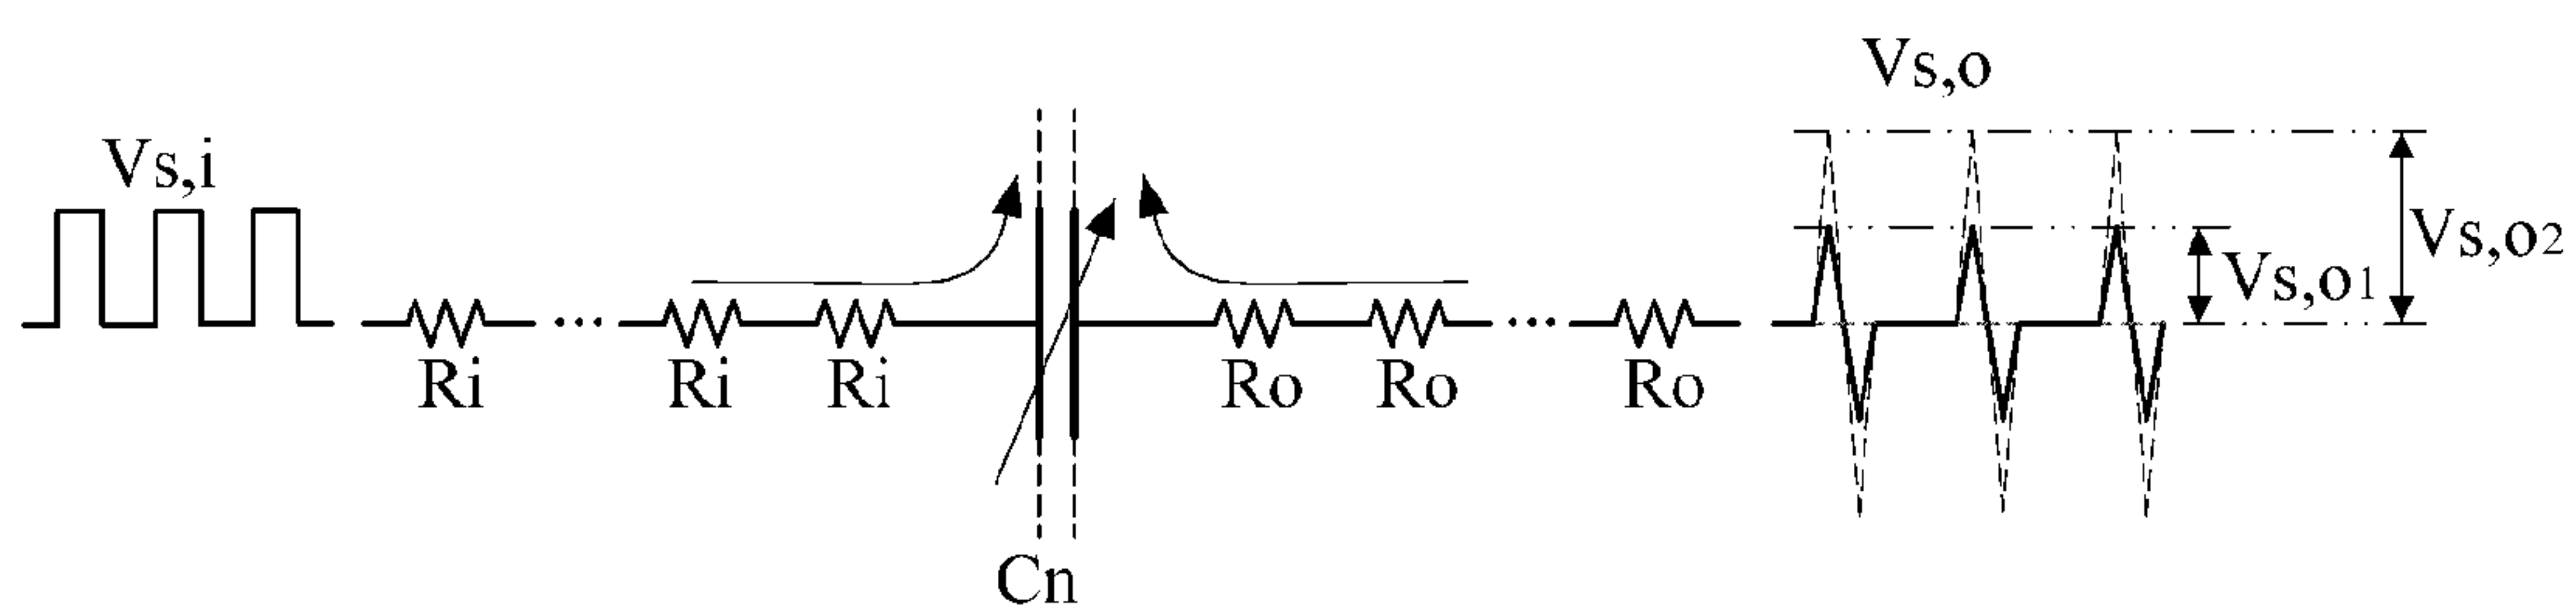 Vs,o
Vs,i
Vs,o2
Vs,o1
Ri ... Ri Ri Ro Ro ... Ro
Cn